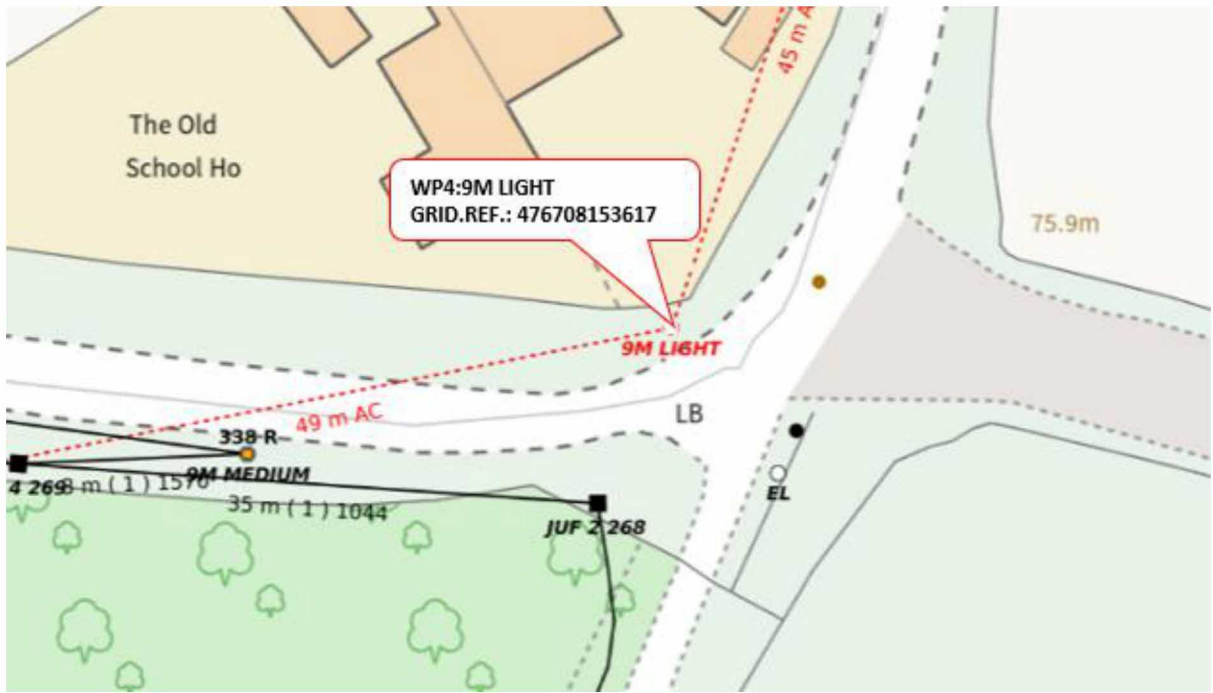 45 m A
The Old
School Ho
WP4:9M LIGHT
GRID.REF.: 476708153617
75.9m
9M LIGHT
49 m AC
LB
338 R
9M MEDIUM
4 269
8 m ( 1 ) 1570
35 m ( 1 ) 1044
EL
JUF 2 268